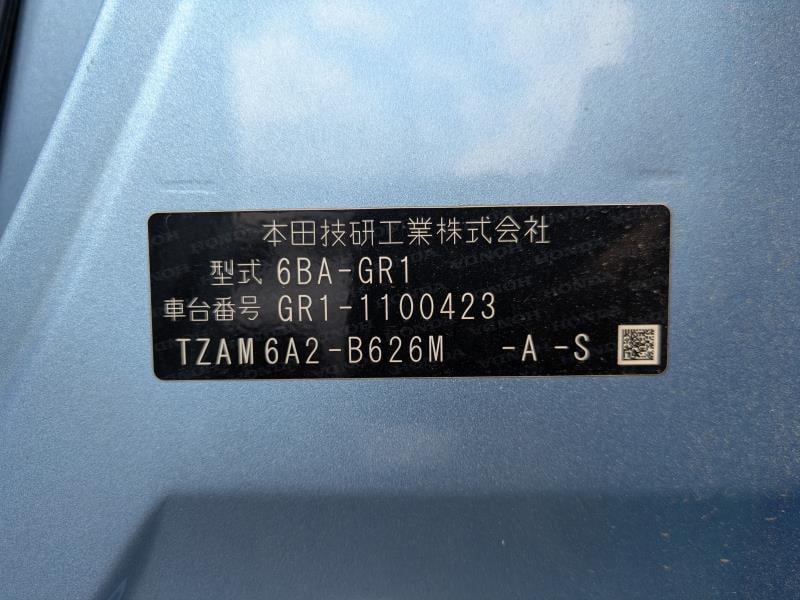 本田技研工業株式会社
型式 6BA-GR1
車台番号 GR1-1100423
TZAM6A2-B626M -A -S